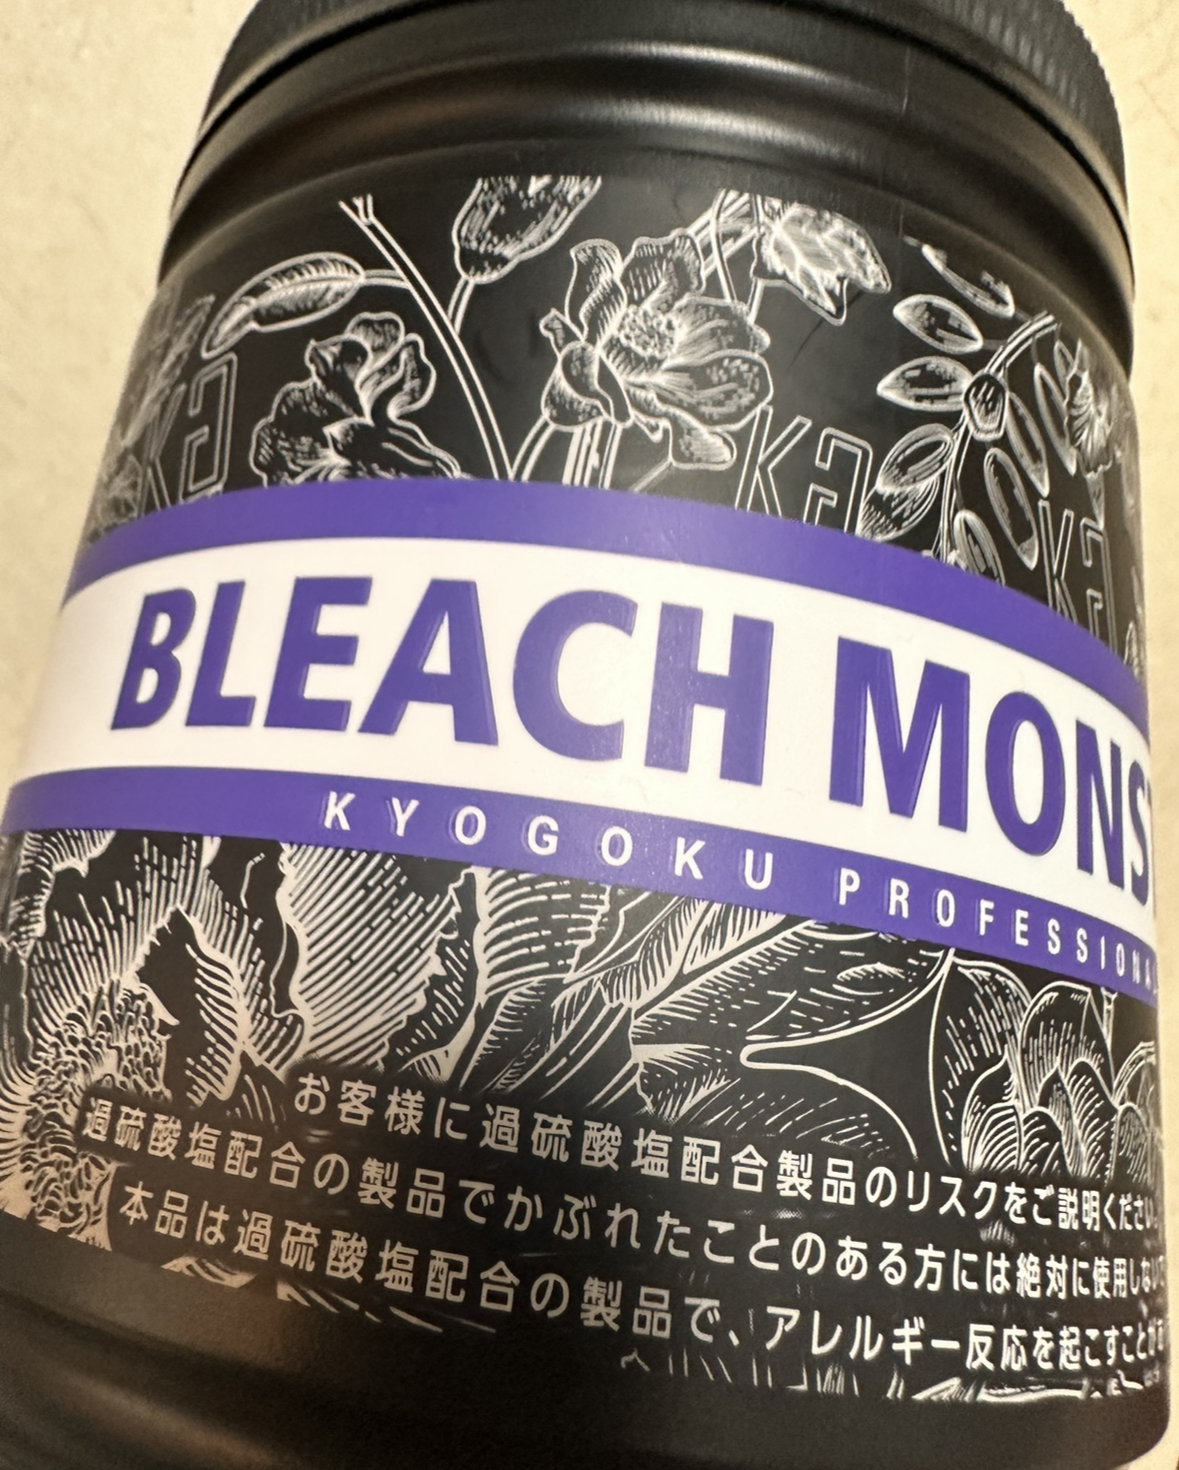 KG
KG
KG
BLEACH MONS
KYOGOKU PROFESSIONA
お客様に過硫酸塩配合製品のリスクをご説明ください
過硫酸塩配合の製品でかぶれたことのある方には絶対に使用しない
本品は過硫酸塩配合の製品で、アレルギー反応を起こすこと